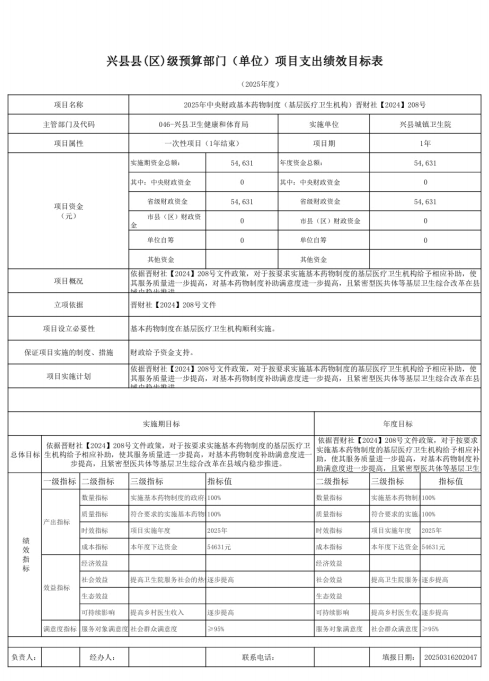 兴县县(区)级预算部门（单位）项目支出绩效目标表
（2025年度）
项目名称 2025年中央财政基本药物制度（基层医疗卫生机构）晋财社【2024】208号
主管部门及代码 046-兴县卫生健康和体育局 实施单位 兴县城镇卫生院
项目属性 一次性项目（1年结束） 项目期 1年
项目资金（元）
实施期资金总额： 54,631 年度资金总额： 54,631
其中：中央财政资金 0 其中：中央财政资金 0
省级财政资金 54,631 省级财政资金 54,631
市县（区）财政资金 0 市县（区）财政资金 0
单位自筹 0 单位自筹 0
其他资金 其他资金
项目概况 依据晋财社【2024】208号文件政策，对于按要求实施基本药物制度的基层医疗卫生机构给予相应补助，使
其服务质量进一步提高，对基本药物制度补助满意度进一步提高，且紧密型医共体等基层卫生综合改革在县
域内稳步推进
立项依据 晋财社【2024】208号文件
项目设立必要性 基本药物制度在基层医疗卫生机构顺利实施。
保证项目实施的制度、措施 财政给予资金支持。
项目实施计划 依据晋财社【2024】208号文件政策，对于按要求实施基本药物制度的基层医疗卫生机构给予相应补助，使
其服务质量进一步提高，对基本药物制度补助满意度进一步提高，且紧密型医共体等基层卫生综合改革在县
域内稳步推进
实施期目标 年度目标
总体目标
依据晋财社【2024】208号文件政策，对于按要求实施基本药物制度的基层医疗卫
生机构给予相应补助，使其服务质量进一步提高，对基本药物制度补助满意度进一
步提高，且紧密型医共体等基层卫生综合改革在县域内稳步推进。
依据晋财社【2024】208号文件政策，对于按要求
实施基本药物制度的基层医疗卫生机构给予相应补
助，使其服务质量进一步提高，对基本药物制度补
助满意度进一步提高，且紧密型医共体等基层卫生
绩效指标
一级指标 二级指标 三级指标 指标值 二级指标 三级指标 指标值
产出指标
数量指标 实施基本药物制度的政府 100% 数量指标 实施基本药物制 100%
质量指标 符合要求的实施基本药物 100% 质量指标 符合要求的实施 100%
时效指标 项目实施年度 2025年 时效指标 项目实施年度 2025年
成本指标 本年度下达资金 54631元 成本指标 本年度下达资金 54631元
效益指标
经济效益 经济效益
社会效益 提高卫生院服务社会的热 逐步提高 社会效益 提高卫生院服务 逐步提高
生态效益 生态效益
可持续影响 提高乡村医生收入 逐步提高 可持续影响 提高乡村医生收 逐步提高
满意度指标 服务对象满意度 社会群众满意度 ≥95% 服务对象满意度 社会群众满意度 ≥95%
负责人： 经办人： 联系电话： 填报日期： 20250316202047